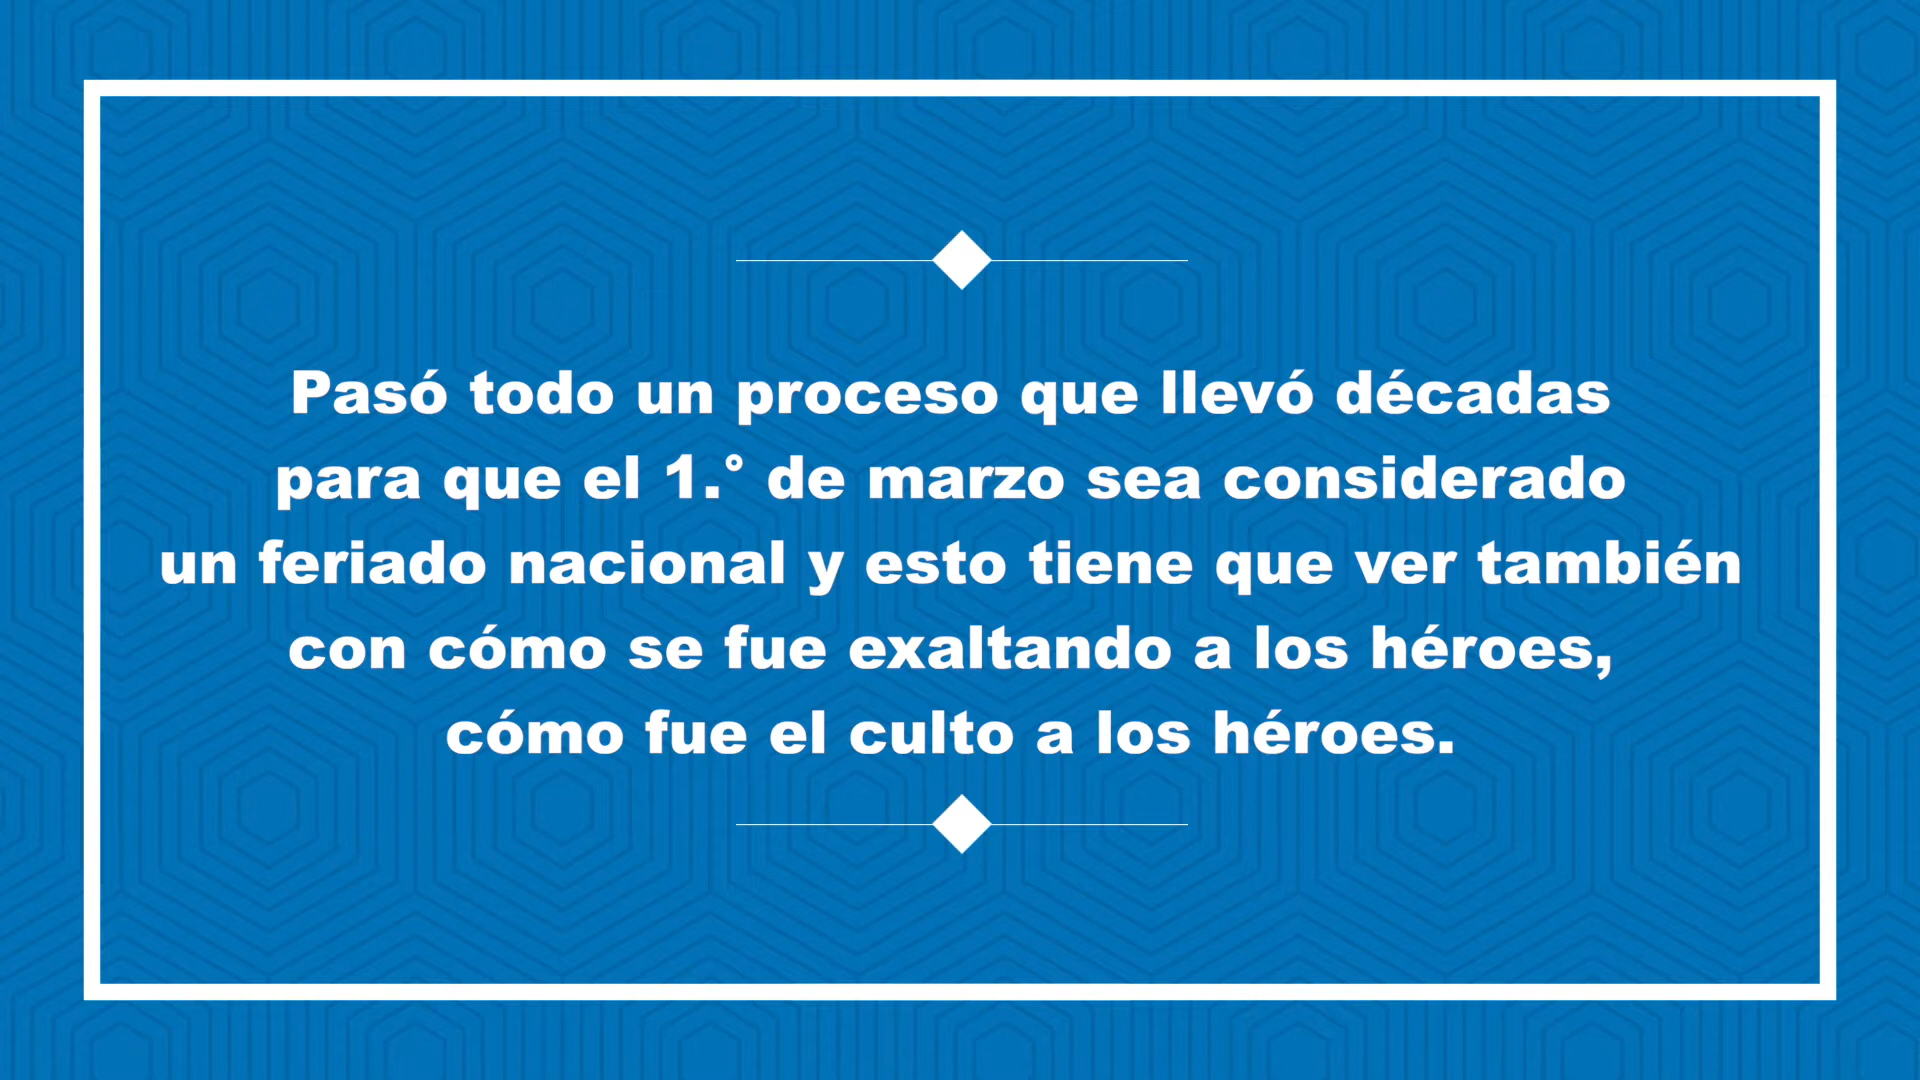 Pasó todo un proceso que llevó décadas
para que el 1.° de marzo sea considerado
un feriado nacional y esto tiene que ver también
con cómo se fue exaltando a los héroes,
cómo fue el culto a los héroes.